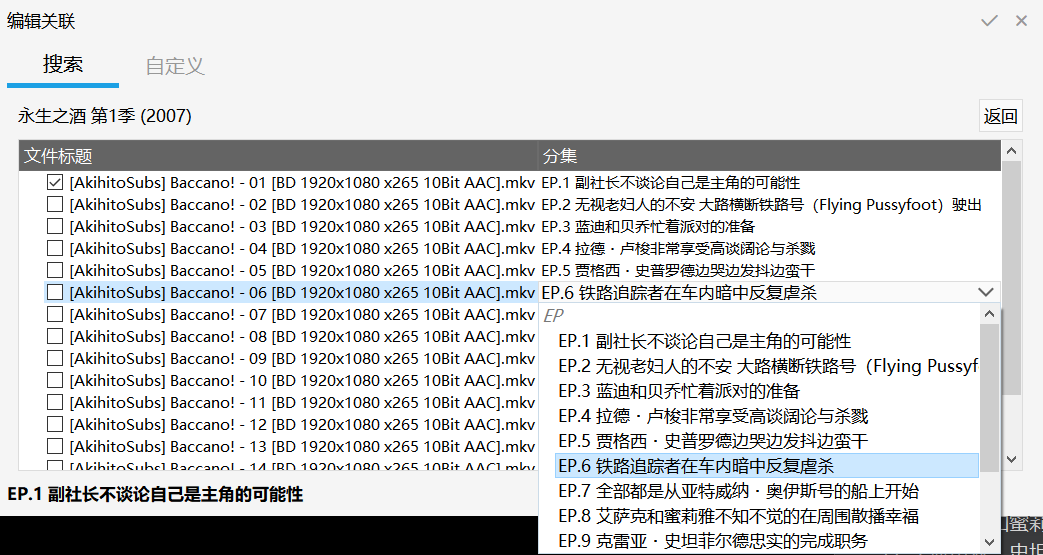 编辑关联
搜索 自定义
永生之酒 第1季 (2007) 返回
文件标题 分集
[AkihitoSubs] Baccano! - 01 [BD 1920x1080 x265 10Bit AAC].mkv EP.1 副社长不谈论自己是主角的可能性
[AkihitoSubs] Baccano! - 02 [BD 1920x1080 x265 10Bit AAC].mkv EP.2 无视老妇人的不安 大路横断铁路号（Flying Pussyfoot）驶出
[AkihitoSubs] Baccano! - 03 [BD 1920x1080 x265 10Bit AAC].mkv EP.3 蓝迪和贝乔忙着派对的准备
[AkihitoSubs] Baccano! - 04 [BD 1920x1080 x265 10Bit AAC].mkv EP.4 拉德·卢梭非常享受高谈阔论与杀戮
[AkihitoSubs] Baccano! - 05 [BD 1920x1080 x265 10Bit AAC].mkv EP.5 贾格西·史普罗德边哭边发抖边蛮干
[AkihitoSubs] Baccano! - 06 [BD 1920x1080 x265 10Bit AAC].mkv EP.6 铁路追踪者在车内暗中反复虐杀
[AkihitoSubs] Baccano! - 07 [BD 1920x1080 x265 10Bit AAC].mkv EP
[AkihitoSubs] Baccano! - 08 [BD 1920x1080 x265 10Bit AAC].mkv EP.1 副社长不谈论自己是主角的可能性
[AkihitoSubs] Baccano! - 09 [BD 1920x1080 x265 10Bit AAC].mkv EP.2 无视老妇人的不安 大路横断铁路号（Flying Pussyf
[AkihitoSubs] Baccano! - 10 [BD 1920x1080 x265 10Bit AAC].mkv EP.3 蓝迪和贝乔忙着派对的准备
[AkihitoSubs] Baccano! - 11 [BD 1920x1080 x265 10Bit AAC].mkv EP.4 拉德·卢梭非常享受高谈阔论与杀戮
[AkihitoSubs] Baccano! - 12 [BD 1920x1080 x265 10Bit AAC].mkv EP.5 贾格西·史普罗德边哭边发抖边蛮干
[AkihitoSubs] Baccano! - 13 [BD 1920x1080 x265 10Bit AAC].mkv
[AkihitoSubs] Baccano! - 14 [BD 1920x1080 x265 10Bit AAC].mkv EP.6 铁路追踪者在车内暗中反复虐杀
EP.1 副社长不谈论自己是主角的可能性 EP.7 全部都是从亚特威纳·奥伊斯号的船上开始
EP.8 艾萨克和蜜莉雅不知不觉的在周围散播幸福
EP.9 克雷亚·史坦菲尔德忠实的完成职务